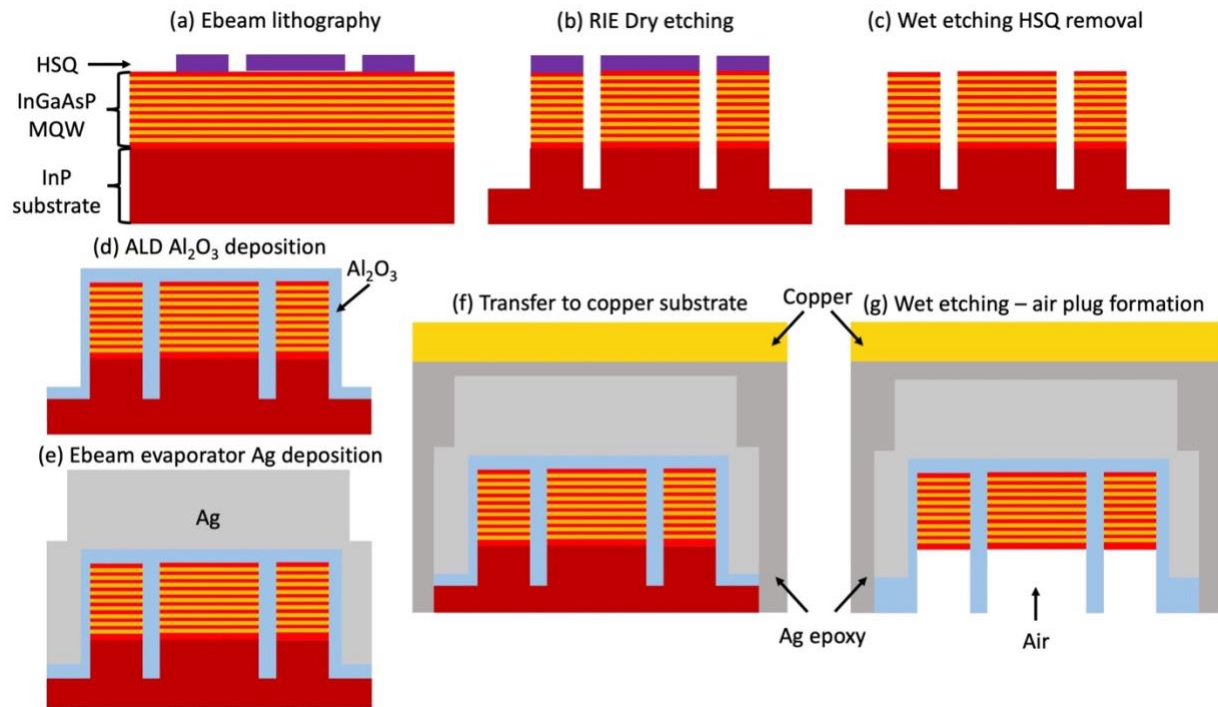 (a) Ebeam lithography
HSQ
InGaAsP
MQW
InP
substrate
(b) RIE Dry etching
(c) Wet etching HSQ removal
(d) ALD Al₂O₃ deposition
Al₂O₃
(e) Ebeam evaporator Ag deposition
Ag
(f) Transfer to copper substrate
Copper
(g) Wet etching – air plug formation
Ag epoxy
Air